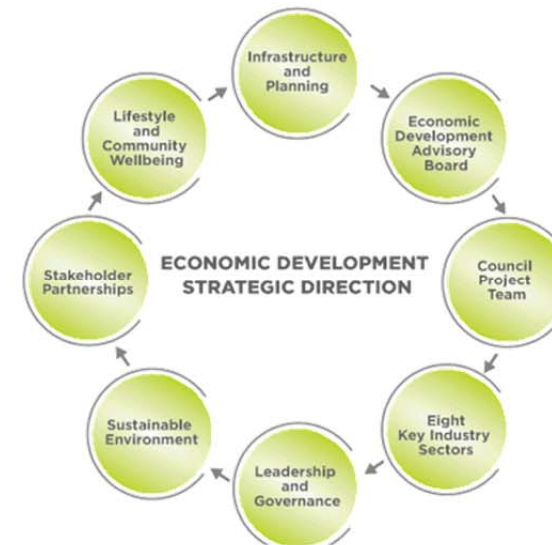 Infrastructure
and
Planning
Economic
Development
Advisory
Board
Council
Project
Team
Eight
Key Industry
Sectors
Leadership
and
Governance
Sustainable
Environment
Stakeholder
Partnerships
Lifestyle
and
Community
Wellbeing
ECONOMIC DEVELOPMENT
STRATEGIC DIRECTION